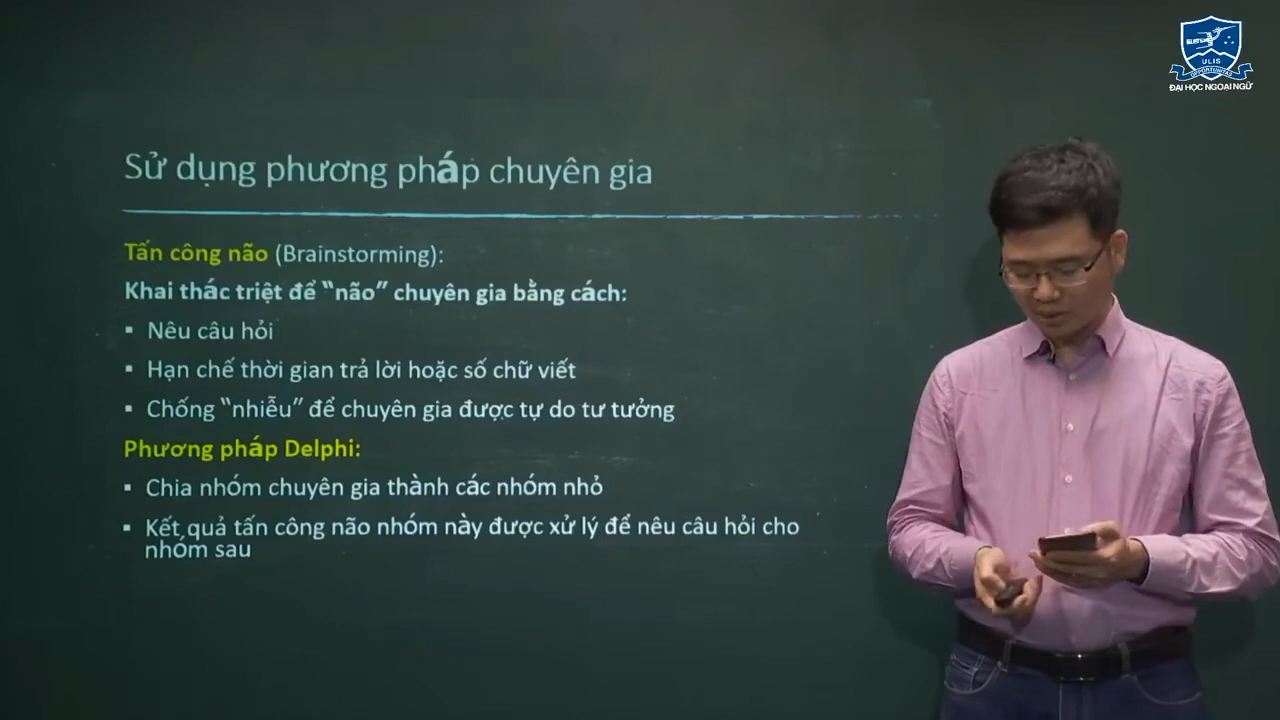 ULIS
ĐẠI HỌC NGOẠI NGỮ
Sử dụng phương pháp chuyên gia
Tấn công não (Brainstorming):
Khai thác triệt để “não” chuyên gia bằng cách:
▪ Nêu câu hỏi
▪ Hạn chế thời gian trả lời hoặc số chữ viết
▪ Chống “nhiễu” để chuyên gia được tự do tư tưởng
Phương pháp Delphi:
▪ Chia nhóm chuyên gia thành các nhóm nhỏ
▪ Kết quả tấn công não nhóm này được xử lý để nêu câu hỏi cho
nhóm sau